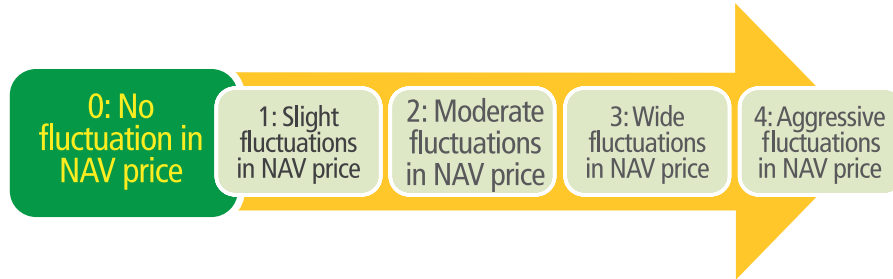 0: No
fluctuation in
NAV price
1: Slight
fluctuations
in NAV price
2: Moderate
fluctuations
in NAV price
3: Wide
fluctuations
in NAV price
4: Aggressive
fluctuations
in NAV price